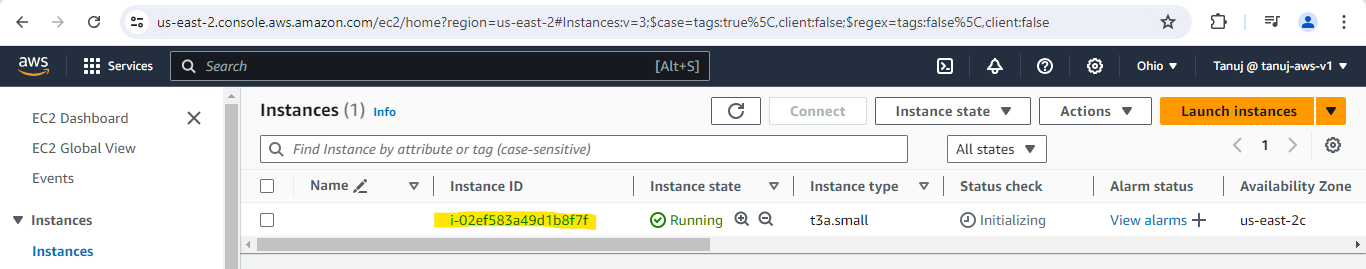 us-east-2.console.aws.amazon.com/ec2/home?region=us-east-2#Instances:v=3;$case=tags:true%5C,client:false;$regex=tags:false%5C,client:false
aws Services Search [Alt+S] Ohio Tanuj @ tanuj-aws-v1
EC2 Dashboard
EC2 Global View
Events
Instances
Instances
Instances (1) Info Connect Instance state Actions Launch instances
Find Instance by attribute or tag (case-sensitive) All states 1
Name Instance ID Instance state Instance type Status check Alarm status Availability Zone
i-02ef583a49d1b8f7f Running t3a.small Initializing View alarms + us-east-2c